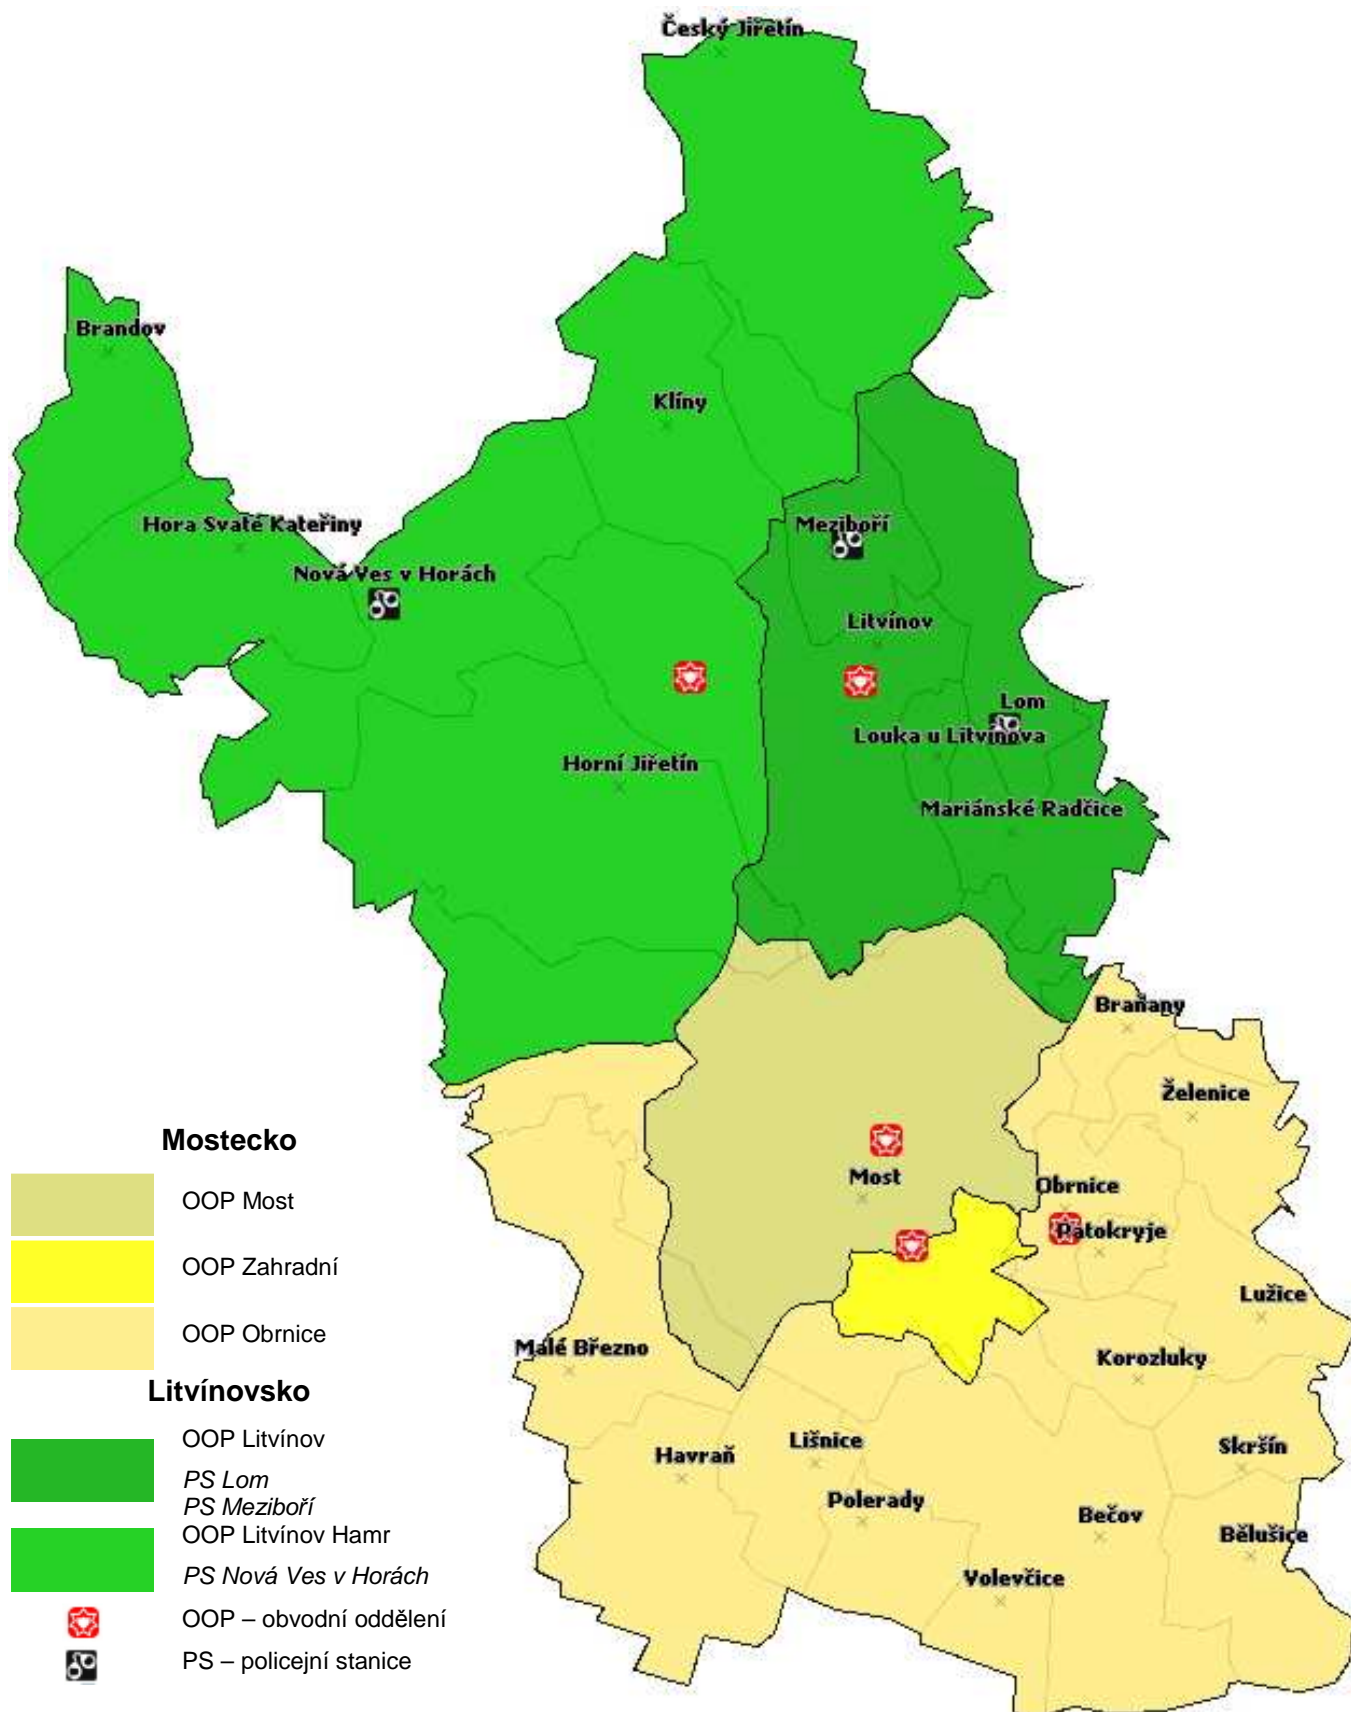 Český Jiřetín
Brandov
Klíny
Hora Svaté Kateřiny
Meziboří
Nová Ves v Horách
Litvínov
Lom
Louka u Litvínova
Horní Jiřetín
Mariánské Radčice
Braňany
Želenice
Most
Obrnice
Patokryje
Lužice
Malé Březno
Korozluky
Lišnice
Havraň
Skršín
Polerady
Bečov
Bělušice
Volevčice
Mostecko
OOP Most
OOP Zahradní
OOP Obrnice
Litvínovsko
OOP Litvínov
PS Lom
PS Meziboří
OOP Litvínov Hamr
PS Nová Ves v Horách
OOP – obvodní oddělení
PS – policejní stanice